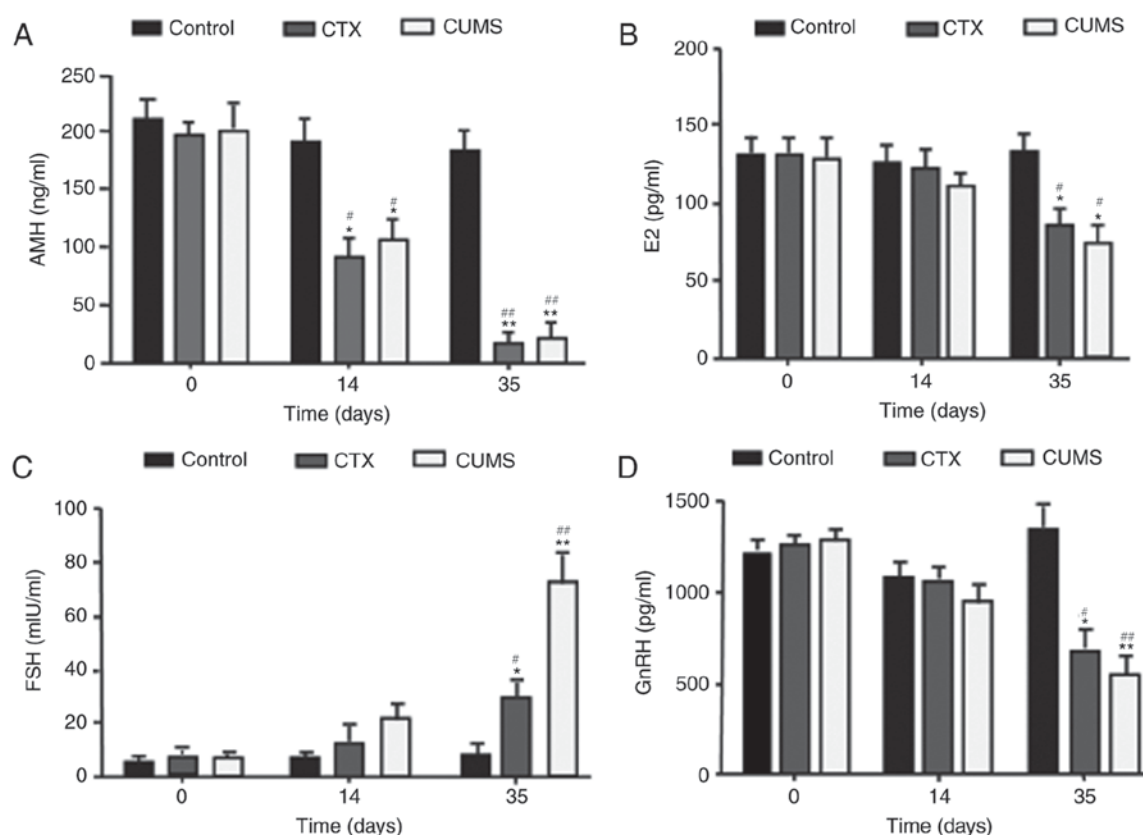 A
Control CTX CUMS
AMH (ng/ml)
250
200
150
100
50
0
#
*
#
*
##
**
##
**
0 14 35
Time (days)
B
Control CTX CUMS
E2 (pg/ml)
200
150
100
50
0
#
*
#
*
0 14 35
Time (days)
C
Control CTX CUMS
FSH (mIU/ml)
100
80
60
40
20
0
#
*
##
**
0 14 35
Time (days)
D
Control CTX CUMS
GnRH (pg/ml)
1500
1000
500
0
#
*
##
**
0 14 35
Time (days)